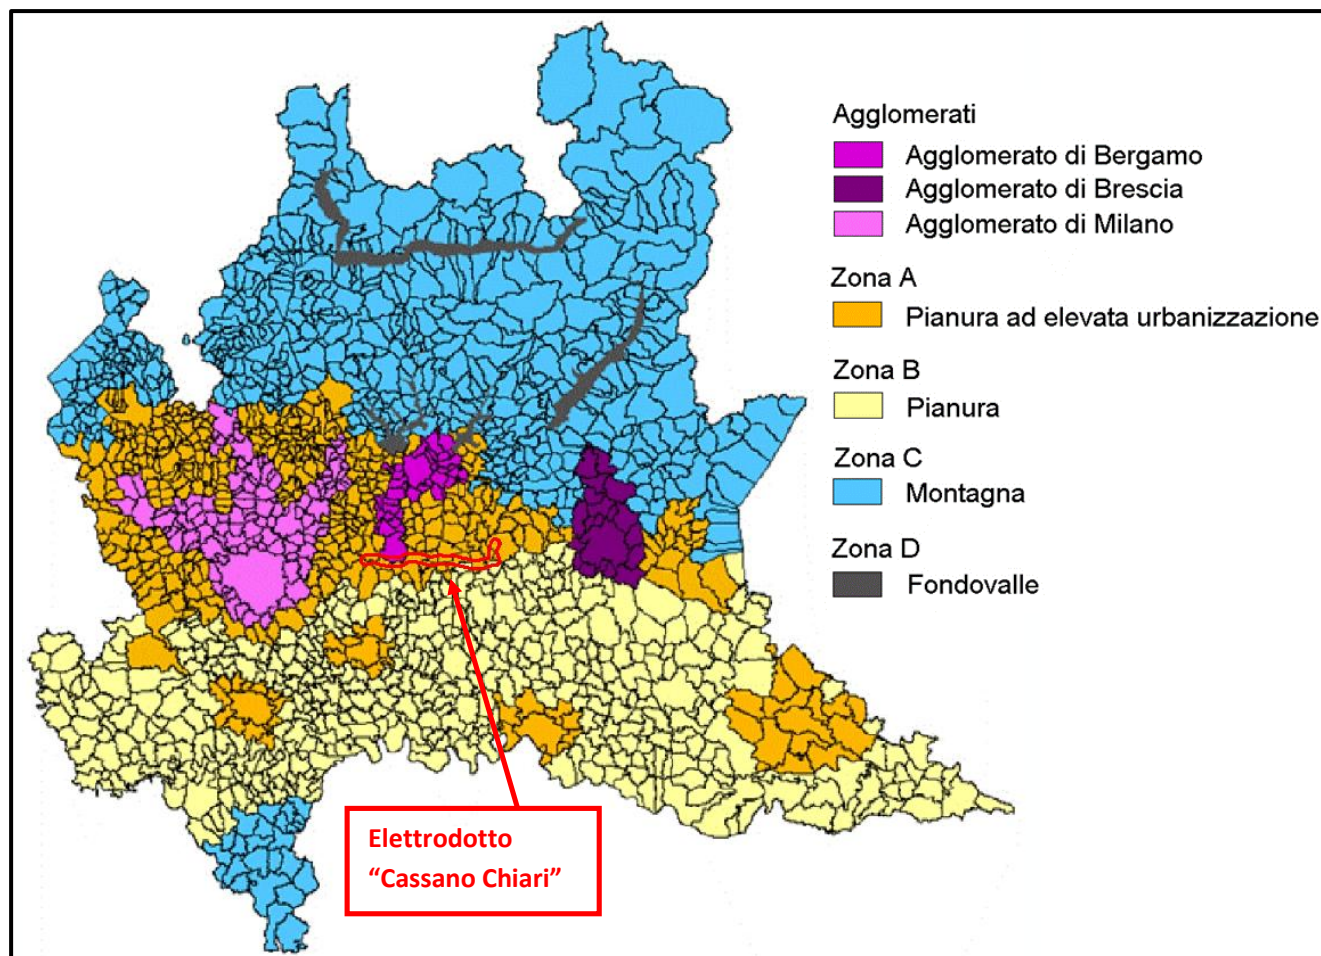 Agglomerati
Agglomerato di Bergamo
Agglomerato di Brescia
Agglomerato di Milano
Zona A
Pianura ad elevata urbanizzazione
Zona B
Pianura
Zona C
Montagna
Zona D
Fondovalle
Elettrodotto
“Cassano Chiari”